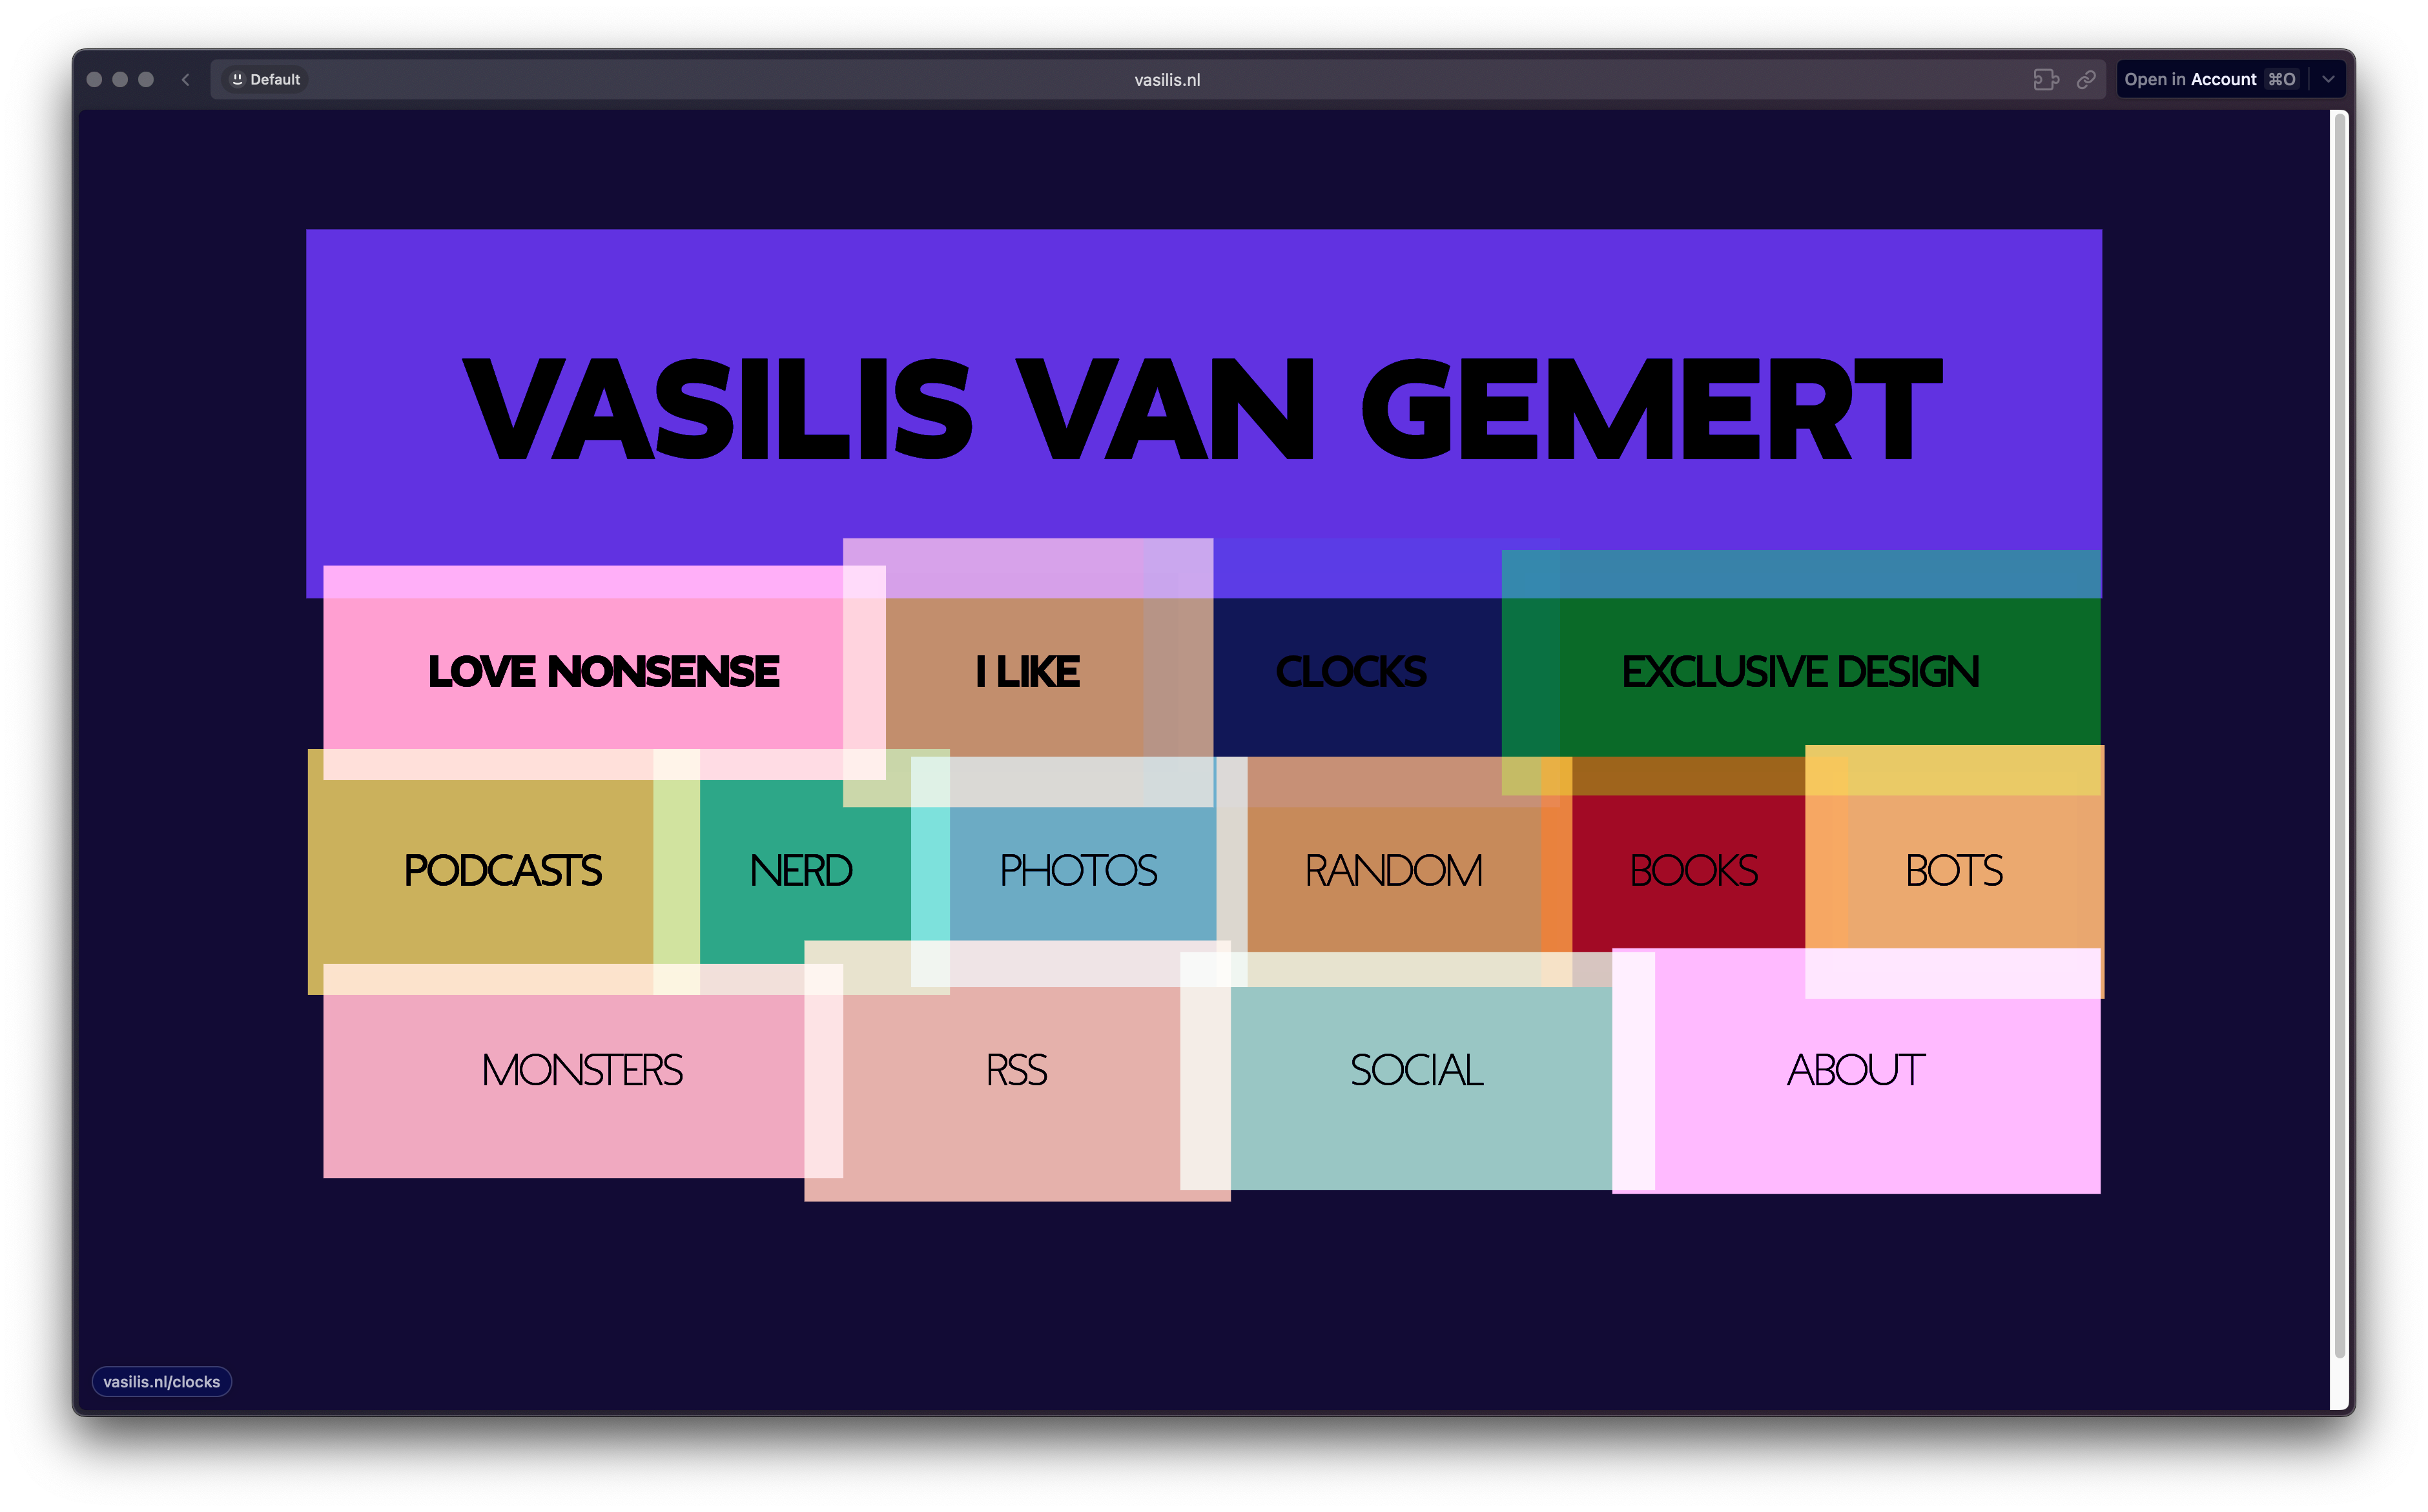 Default
vasilis.nl
Open in Account ⌘O
VASILIS VAN GEMERT
LOVE NONSENSE
I LIKE
CLOCKS
EXCLUSIVE DESIGN
PODCASTS
NERD
PHOTOS
RANDOM
BOOKS
BOTS
MONSTERS
RSS
SOCIAL
ABOUT
vasilis.nl/clocks